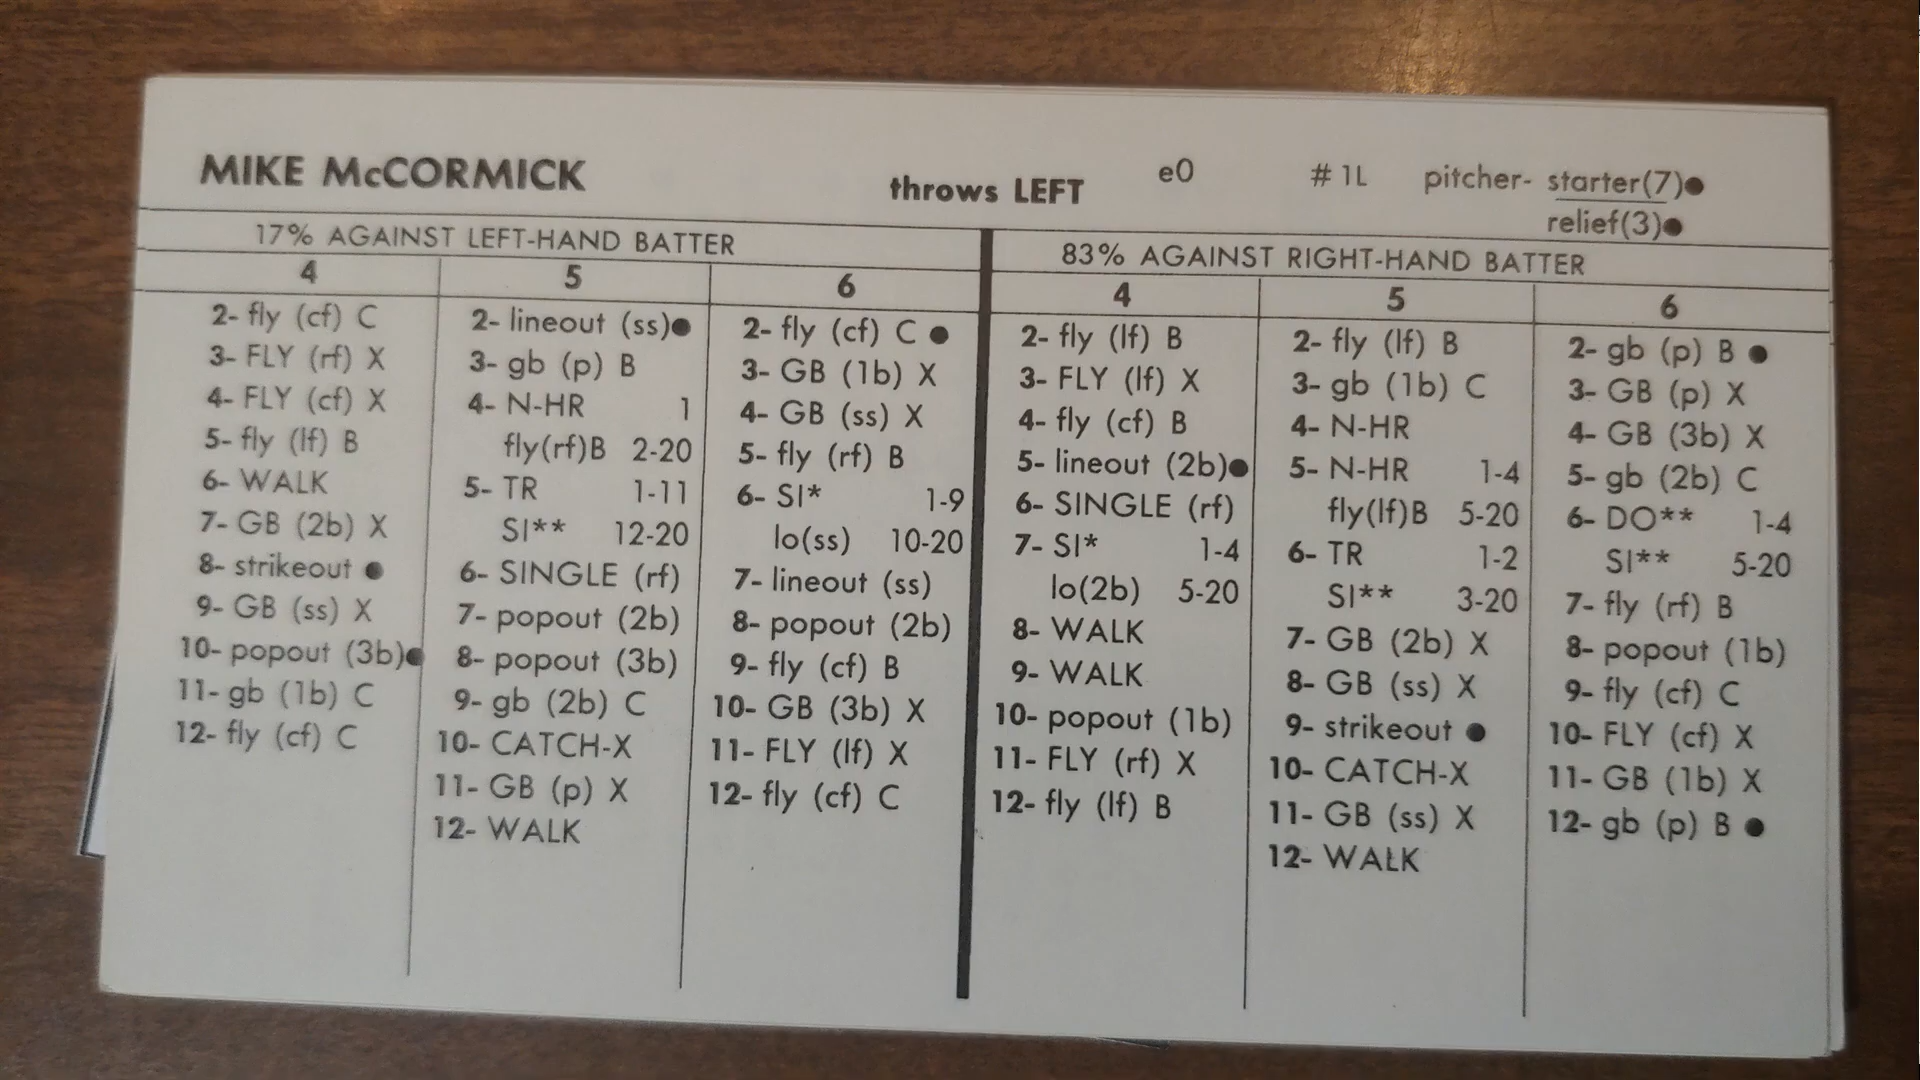 MIKE McCORMICK throws LEFT e0 # 1L pitcher- starter(7)●
relief(3)●
17% AGAINST LEFT-HAND BATTER
4
2- fly (cf) C
3- FLY (rf) X
4- FLY (cf) X
5- fly (lf) B
6- WALK
7- GB (2b) X
8- strikeout ●
9- GB (ss) X
10- popout (3b)●
11- gb (1b) C
12- fly (cf) C
5
2- lineout (ss)●
3- gb (p) B
4- N-HR 1
fly(rf)B 2-20
5- TR 1-11
SI** 12-20
6- SINGLE (rf)
7- popout (2b)
8- popout (3b)
9- gb (2b) C
10- CATCH-X
11- GB (p) X
12- WALK
6
2- fly (cf) C ●
3- GB (1b) X
4- GB (ss) X
5- fly (rf) B
6- SI* 1-9
lo(ss) 10-20
7- lineout (ss)
8- popout (2b)
9- fly (cf) B
10- GB (3b) X
11- FLY (lf) X
12- fly (cf) C
83% AGAINST RIGHT-HAND BATTER
4
2- fly (lf) B
3- FLY (lf) X
4- fly (cf) B
5- lineout (2b)●
6- SINGLE (rf)
7- SI* 1-4
lo(2b) 5-20
8- WALK
9- WALK
10- popout (1b)
11- FLY (rf) X
12- fly (lf) B
5
2- fly (lf) B
3- gb (1b) C
4- N-HR
5- N-HR 1-4
fly(lf)B 5-20
6- TR 1-2
SI** 3-20
7- GB (2b) X
8- GB (ss) X
9- strikeout ●
10- CATCH-X
11- GB (ss) X
12- WALK
6
2- gb (p) B ●
3- GB (p) X
4- GB (3b) X
5- gb (2b) C
6- DO** 1-4
SI** 5-20
7- fly (rf) B
8- popout (1b)
9- fly (cf) C
10- FLY (cf) X
11- GB (1b) X
12- gb (p) B ●